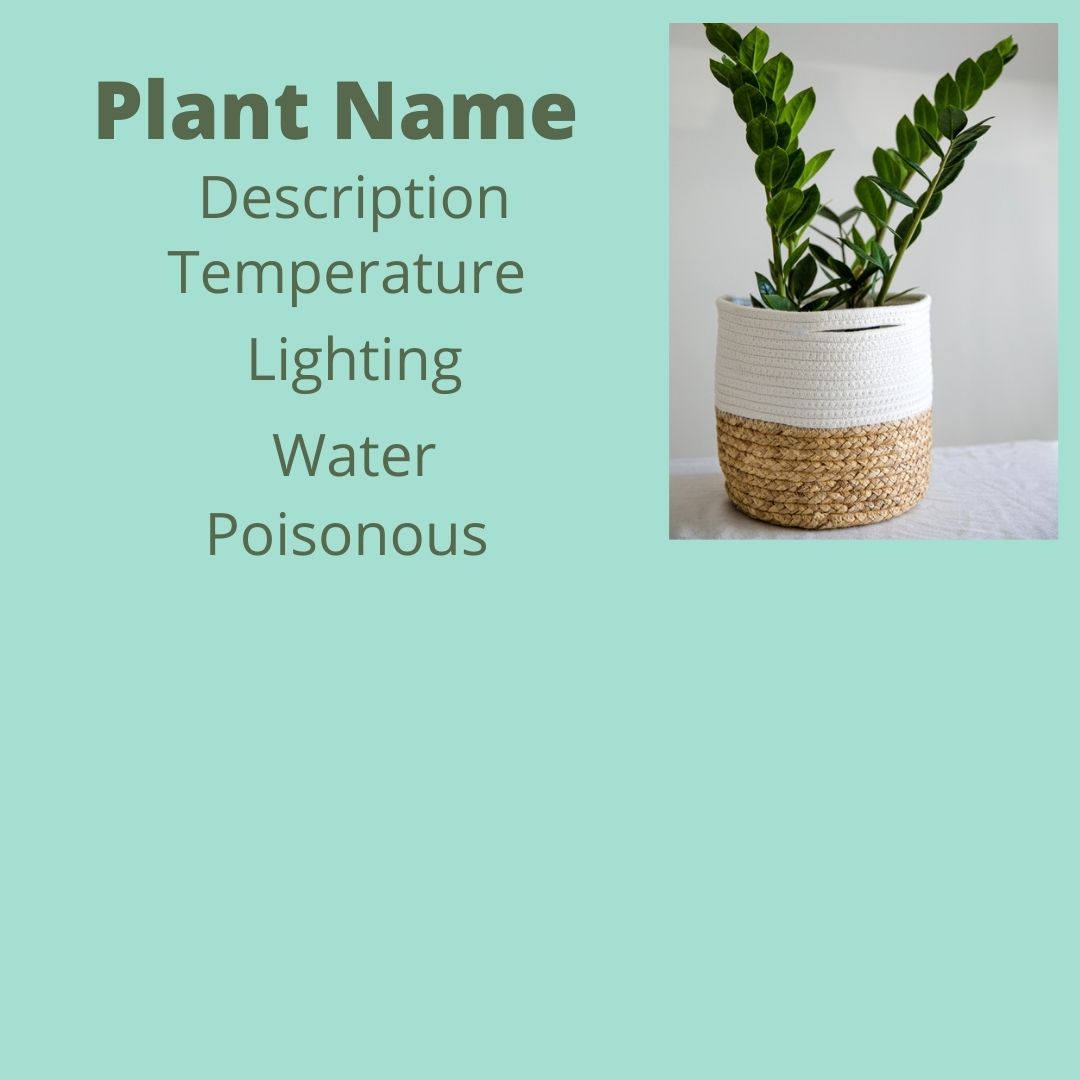 Plant Name
Description
Temperature
Lighting
Water
Poisonous